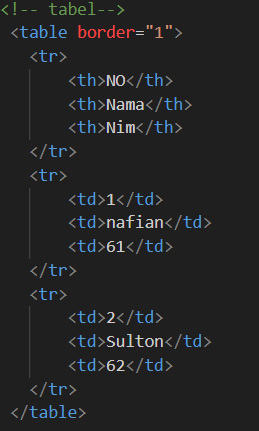 <!-- tabel-->
<table border="1">
<tr>
<th>NO</th>
<th>Nama</th>
<th>Nim</th>
</tr>
<tr>
<td>1</td>
<td>nafian</td>
<td>61</td>
</tr>
<tr>
<td>2</td>
<td>Sulton</td>
<td>62</td>
</tr>
</table>